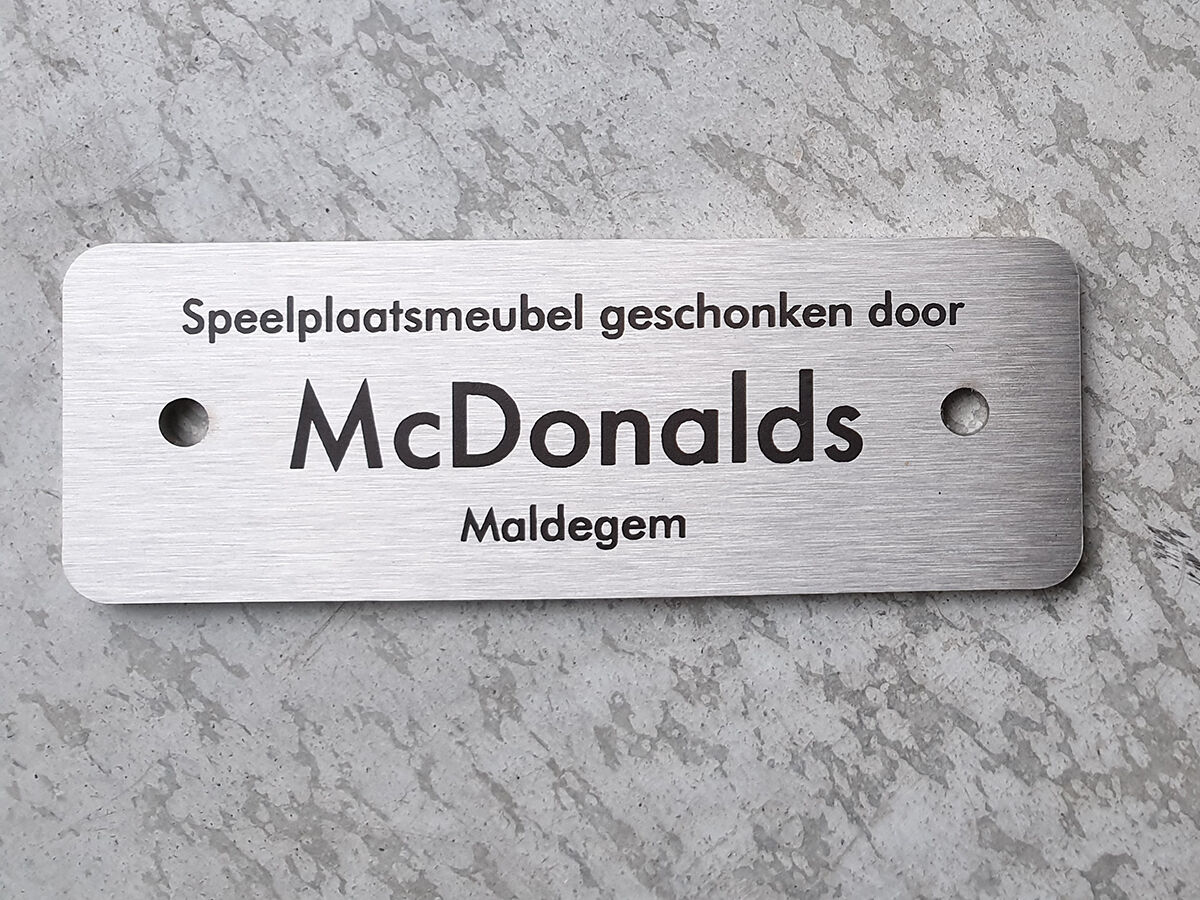 Speelplaatsmeubel geschonken door
McDonalds
Maldegem